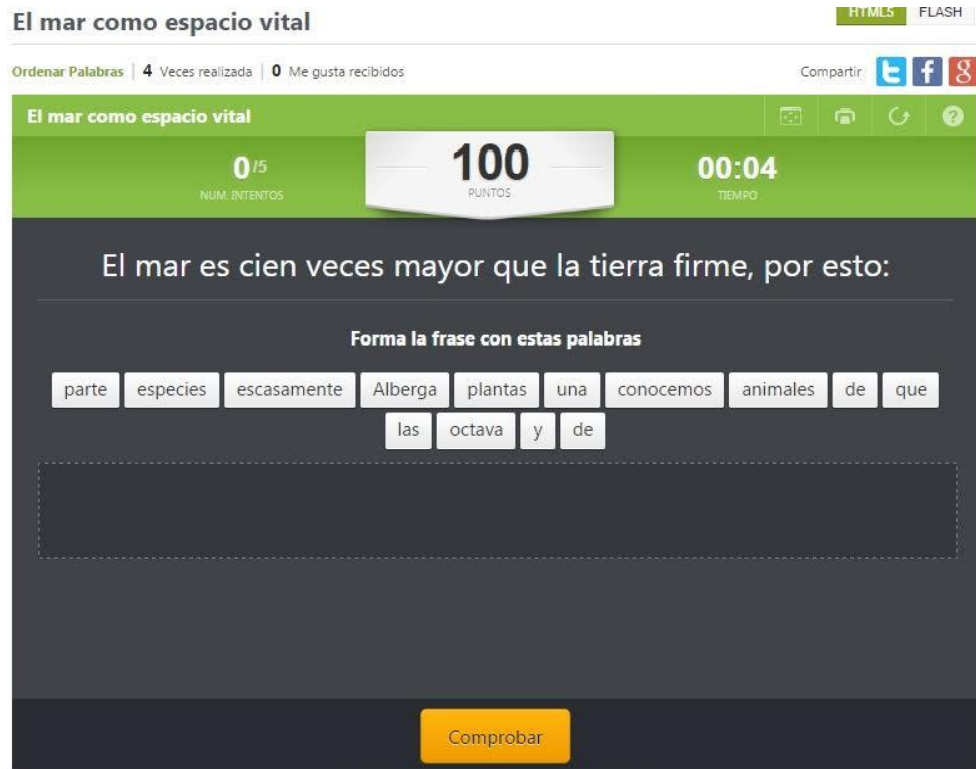 El mar como espacio vital
HTML5 FLASH
Ordenar Palabras | 4 Veces realizada | 0 Me gusta recibidos
Compartir
El mar como espacio vital
0/5
NUM. INTENTOS
100
PUNTOS
00:04
TIEMPO
El mar es cien veces mayor que la tierra firme, por esto:
Forma la frase con estas palabras
parte especies escasamente Alberga plantas una conocemos animales de que
las octava y de
Comprobar